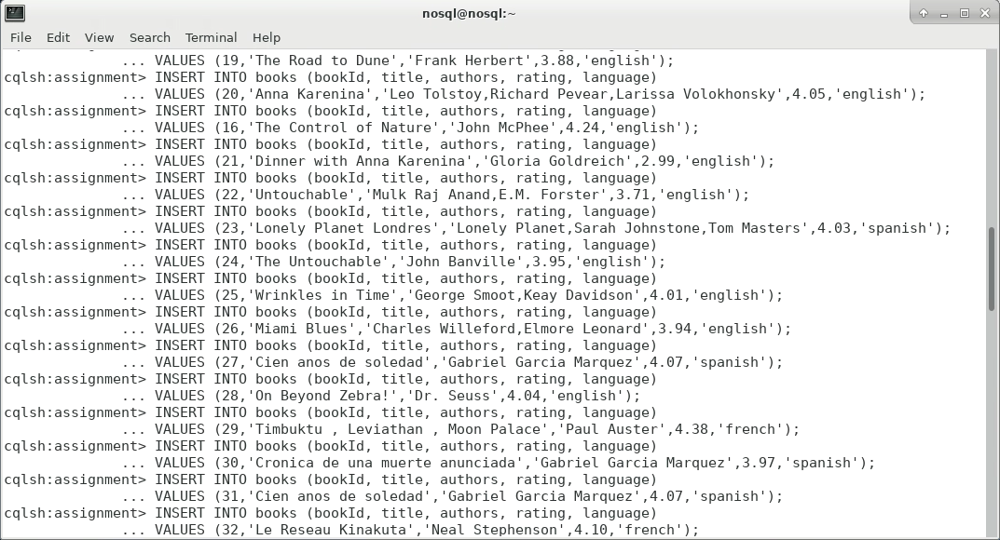 nosql@nosql:~
File Edit View Search Terminal Help
... VALUES (19,'The Road to Dune','Frank Herbert',3.88,'english');
cqlsh:assignment> INSERT INTO books (bookId, title, authors, rating, language)
... VALUES (20,'Anna Karenina','Leo Tolstoy,Richard Pevear,Larissa Volokhonsky',4.05,'english');
cqlsh:assignment> INSERT INTO books (bookId, title, authors, rating, language)
... VALUES (16,'The Control of Nature','John McPhee',4.24,'english');
cqlsh:assignment> INSERT INTO books (bookId, title, authors, rating, language)
... VALUES (21,'Dinner with Anna Karenina','Gloria Goldreich',2.99,'english');
cqlsh:assignment> INSERT INTO books (bookId, title, authors, rating, language)
... VALUES (22,'Untouchable','Mulk Raj Anand,E.M. Forster',3.71,'english');
cqlsh:assignment> INSERT INTO books (bookId, title, authors, rating, language)
... VALUES (23,'Lonely Planet Londres','Lonely Planet,Sarah Johnstone,Tom Masters',4.03,'spanish');
cqlsh:assignment> INSERT INTO books (bookId, title, authors, rating, language)
... VALUES (24,'The Untouchable','John Banville',3.95,'english');
cqlsh:assignment> INSERT INTO books (bookId, title, authors, rating, language)
... VALUES (25,'Wrinkles in Time','George Smoot,Keay Davidson',4.01,'english');
cqlsh:assignment> INSERT INTO books (bookId, title, authors, rating, language)
... VALUES (26,'Miami Blues','Charles Willeford,Elmore Leonard',3.94,'english');
cqlsh:assignment> INSERT INTO books (bookId, title, authors, rating, language)
... VALUES (27,'Cien anos de soledad','Gabriel Garcia Marquez',4.07,'spanish');
cqlsh:assignment> INSERT INTO books (bookId, title, authors, rating, language)
... VALUES (28,'On Beyond Zebra!','Dr. Seuss',4.04,'english');
cqlsh:assignment> INSERT INTO books (bookId, title, authors, rating, language)
... VALUES (29,'Timbuktu , Leviathan , Moon Palace','Paul Auster',4.38,'french');
cqlsh:assignment> INSERT INTO books (bookId, title, authors, rating, language)
... VALUES (30,'Cronica de una muerte anunciada','Gabriel Garcia Marquez',3.97,'spanish');
cqlsh:assignment> INSERT INTO books (bookId, title, authors, rating, language)
... VALUES (31,'Cien anos de soledad','Gabriel Garcia Marquez',4.07,'spanish');
cqlsh:assignment> INSERT INTO books (bookId, title, authors, rating, language)
... VALUES (32,'Le Reseau Kinakuta','Neal Stephenson',4.10,'french');